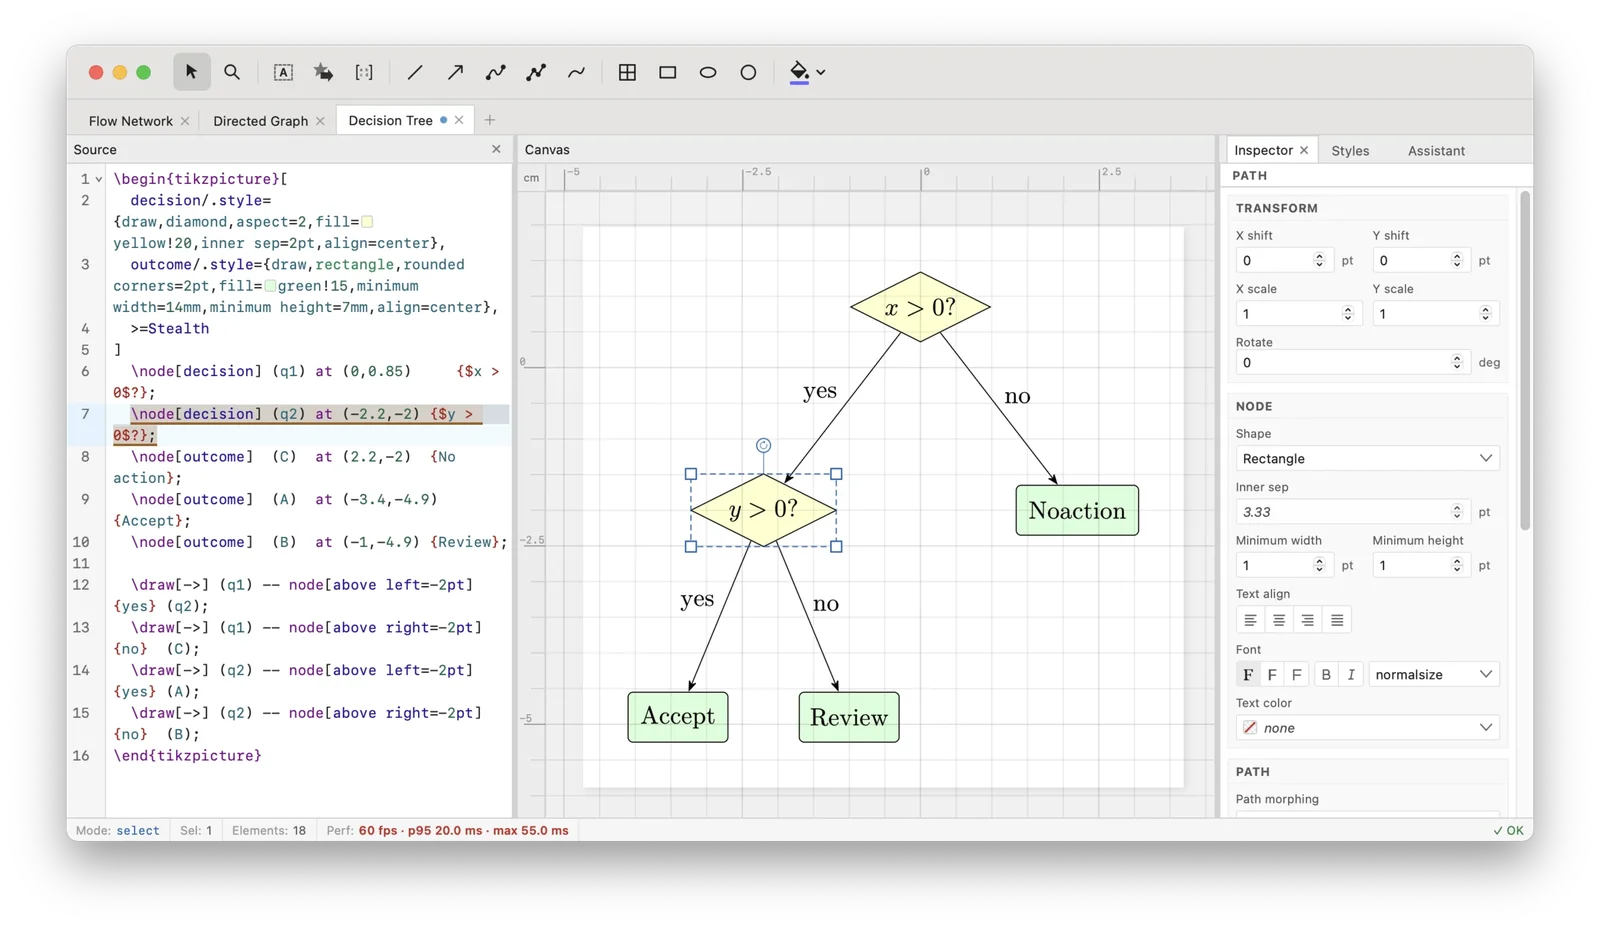 Flow Network
Directed Graph
Decision Tree
Source
Canvas
Inspector
Styles
Assistant
1 \begin{tikzpicture}[
2 decision/.style=
{draw,diamond,aspect=2,fill=
yellow!20,inner sep=2pt,align=center},
3 outcome/.style={draw,rectangle,rounded
corners=2pt,fill=green!15,minimum
width=14mm,minimum height=7mm,align=center},
4 >=Stealth
5 ]
6 \node[decision] (q1) at (0,0.85) {$x >
0$?};
7 \node[decision] (q2) at (-2.2,-2) {$y >
0$?};
8 \node[outcome] (C) at (2.2,-2) {No
action};
9 \node[outcome] (A) at (-3.4,-4.9)
{Accept};
10 \node[outcome] (B) at (-1,-4.9) {Review};
11
12 \draw[->] (q1) -- node[above left=-2pt]
{yes} (q2);
13 \draw[->] (q1) -- node[above right=-2pt]
{no} (C);
14 \draw[->] (q2) -- node[above left=-2pt]
{yes} (A);
15 \draw[->] (q2) -- node[above right=-2pt]
{no} (B);
16 \end{tikzpicture}
cm
-5
-2.5
0
2.5
0
-2.5
-5
x > 0?
yes
no
y > 0?
Noaction
yes
no
Accept
Review
PATH
TRANSFORM
X shift
Y shift
0 pt
0 pt
X scale
Y scale
1
1
Rotate
0 deg
NODE
Shape
Rectangle
Inner sep
3.33 pt
Minimum width
Minimum height
1 pt
1 pt
Text align
Font
F F F B I normalsize
Text color
none
PATH
Path morphing
Mode: select
Sel: 1
Elements: 18
Perf: 60 fps · p95 20.0 ms · max 55.0 ms
✓ OK